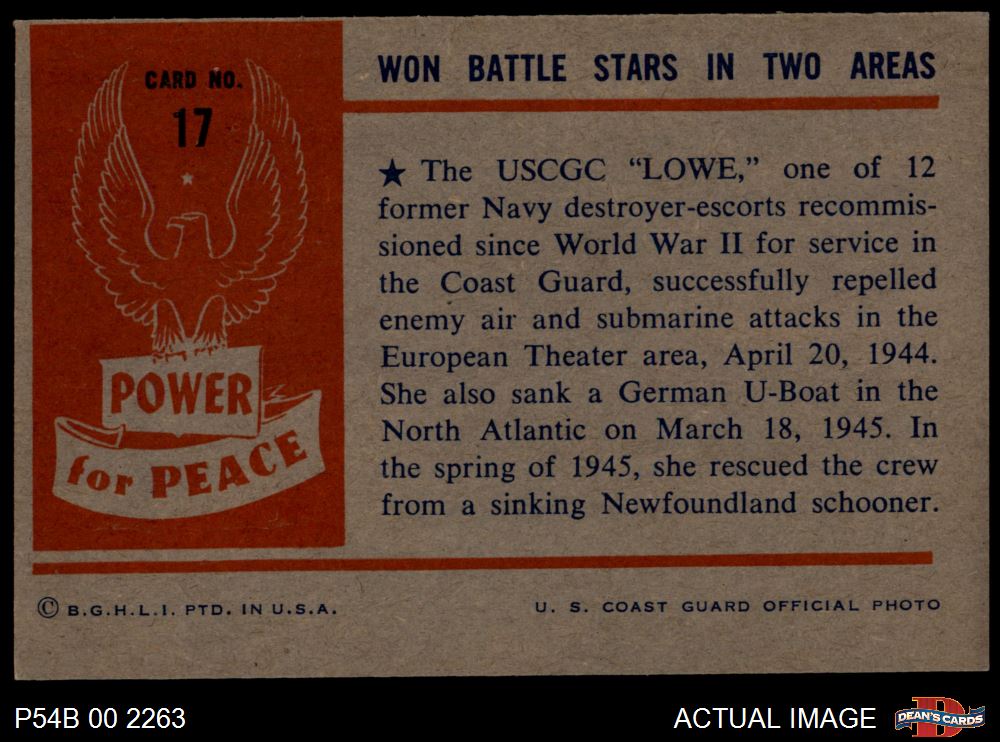 CARD NO.
17
POWER
for PEACE
WON BATTLE STARS IN TWO AREAS
★ The USCGC “LOWE,” one of 12
former Navy destroyer-escorts recommis-
sioned since World War II for service in
the Coast Guard, successfully repelled
enemy air and submarine attacks in the
European Theater area, April 20, 1944.
She also sank a German U-Boat in the
North Atlantic on March 18, 1945. In
the spring of 1945, she rescued the crew
from a sinking Newfoundland schooner.
© B.G.H.L.I. PTD. IN U.S.A.
U. S. COAST GUARD OFFICIAL PHOTO
P54B 00 2263
ACTUAL IMAGE
D
DEAN'S CARDS